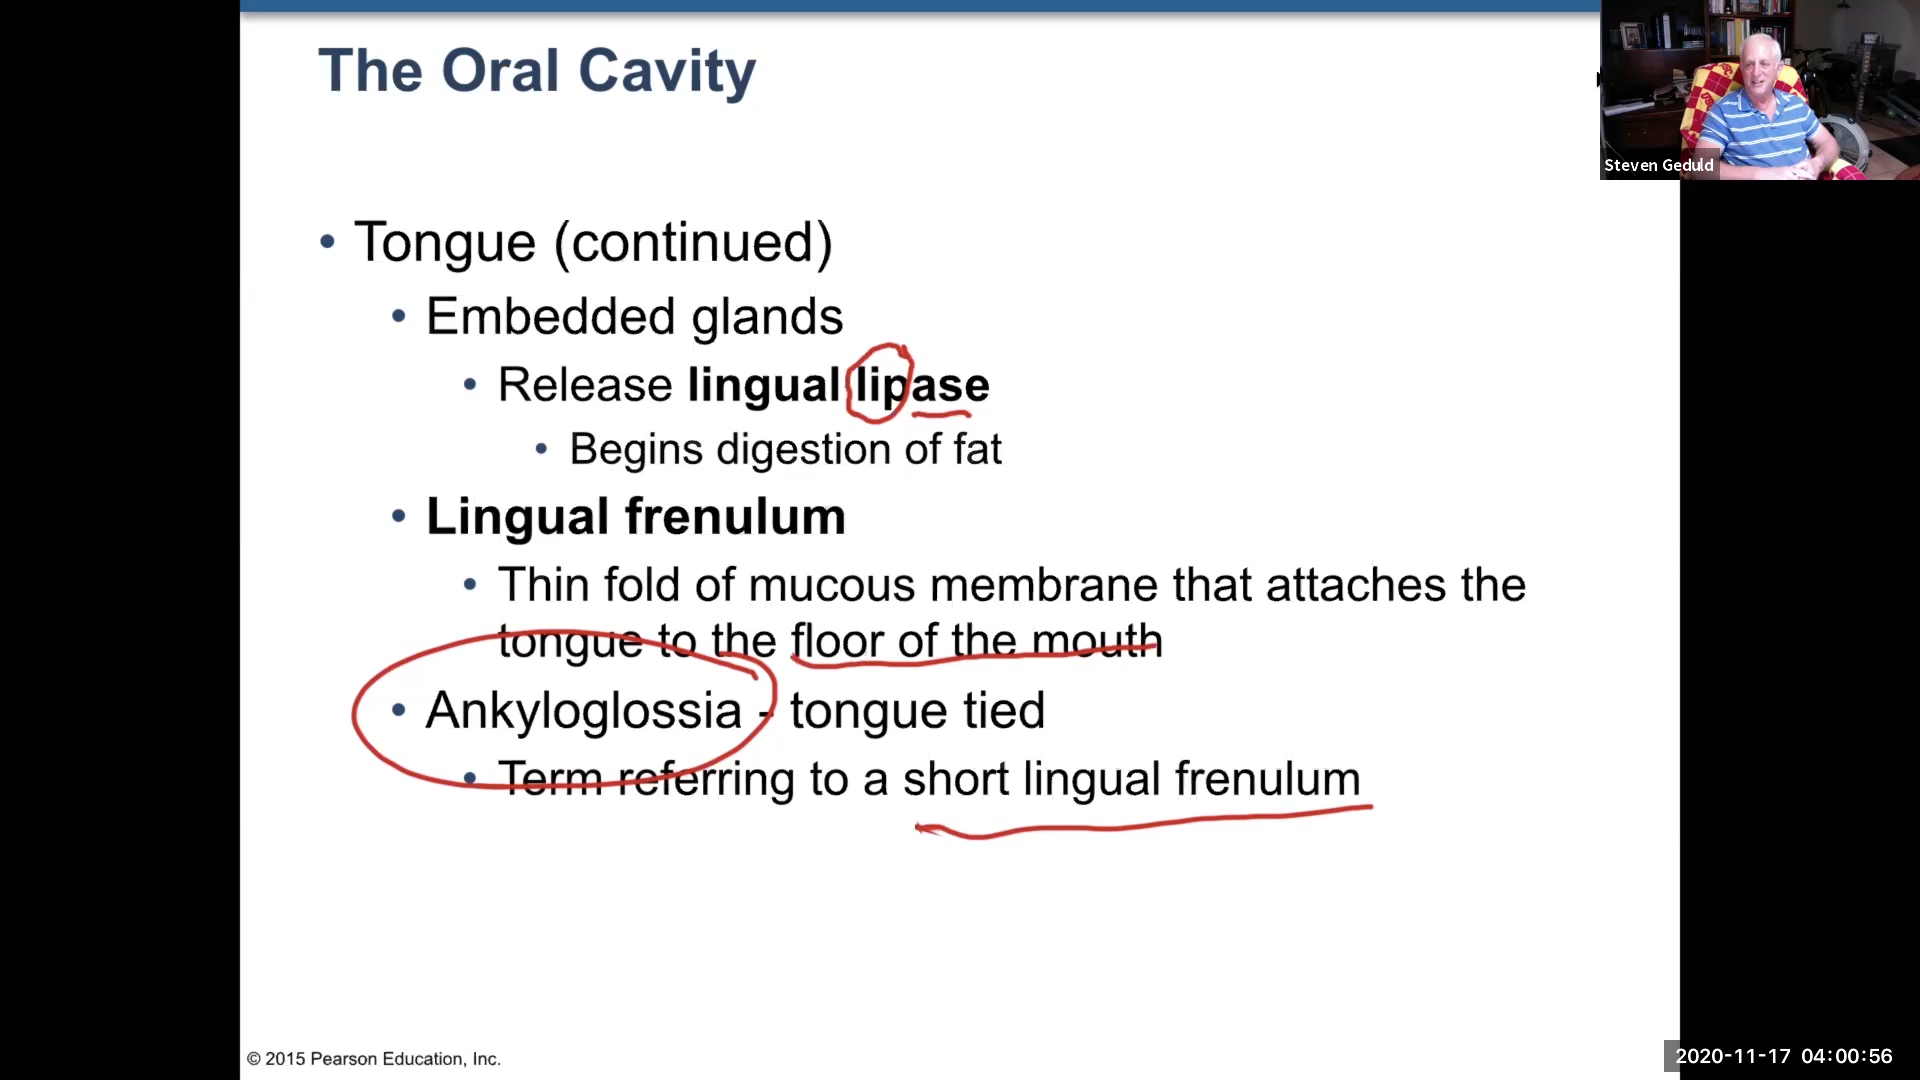 The Oral Cavity
Steven Geduld
• Tongue (continued)
• Embedded glands
• Release lingual lipase
• Begins digestion of fat
• Lingual frenulum
• Thin fold of mucous membrane that attaches the
tongue to the floor of the mouth
• Ankyloglossia - tongue tied
• Term referring to a short lingual frenulum
© 2015 Pearson Education, Inc.
2020-11-17 04:00:56